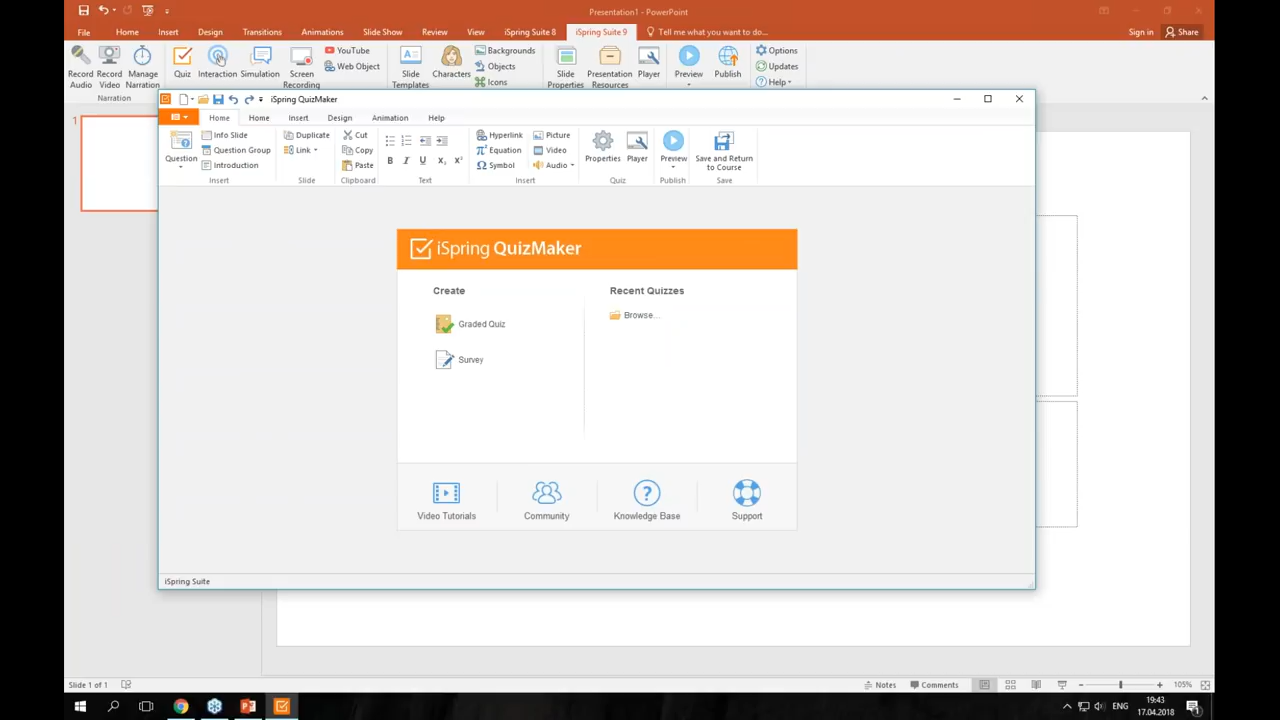 Presentation1 - PowerPoint
File Home Insert Design Transitions Animations Slide Show Review View iSpring Suite 8 iSpring Suite 9 Tell me what you want to do... Sign in Share
Record Audio
Record Video
Manage Narration
Narration
Quiz
Interaction
Simulation
Screen Recording
YouTube
Web Object
Slide Templates
Characters
Backgrounds
Objects
Icons
Slide Properties
Presentation Resources
Player
Preview
Publish
Options
Updates
Help
1
iSpring QuizMaker
Home Home Insert Design Animation Help
Question
Info Slide
Question Group
Introduction
Insert
Duplicate
Link
Slide
Cut
Copy
Paste
Clipboard
B I U X₂ X²
Text
Hyperlink
Equation
Symbol
Picture
Video
Audio
Insert
Properties
Player
Quiz
Preview
Publish
Save and Return to Course
Save
iSpring QuizMaker
Create
Graded Quiz
Survey
Recent Quizzes
Browse...
Video Tutorials
Community
Knowledge Base
Support
iSpring Suite
Slide 1 of 1
Notes
Comments
105%
ENG
19:43
17.04.2018